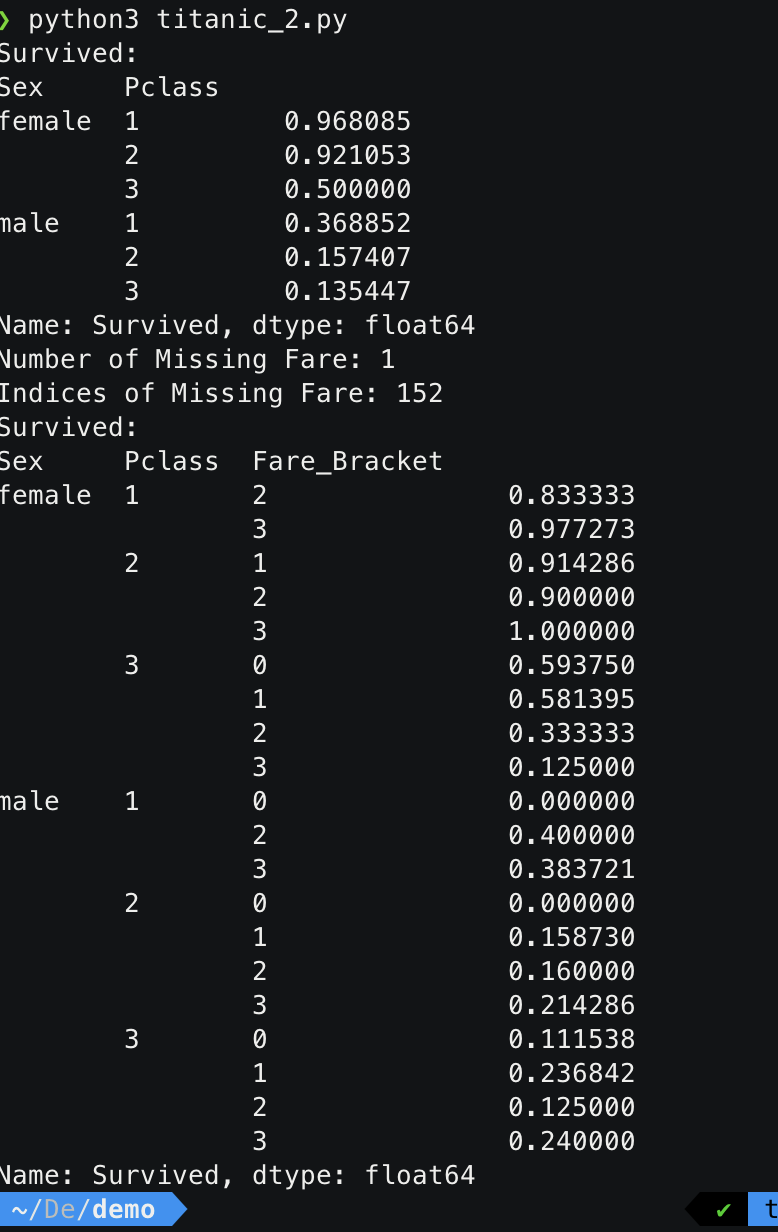 ❯ python3 titanic_2.py
Survived:
Sex     Pclass
female  1         0.968085
        2         0.921053
        3         0.500000
male    1         0.368852
        2         0.157407
        3         0.135447
Name: Survived, dtype: float64
Number of Missing Fare: 1
Indices of Missing Fare: 152
Survived:
Sex     Pclass  Fare_Bracket
female  1       2               0.833333
                3               0.977273
        2       1               0.914286
                2               0.900000
                3               1.000000
        3       0               0.593750
                1               0.581395
                2               0.333333
                3               0.125000
male    1       0               0.000000
                2               0.400000
                3               0.383721
        2       0               0.000000
                1               0.158730
                2               0.160000
                3               0.214286
        3       0               0.111538
                1               0.236842
                2               0.125000
                3               0.240000
Name: Survived, dtype: float64
~/De/demo ✔ t